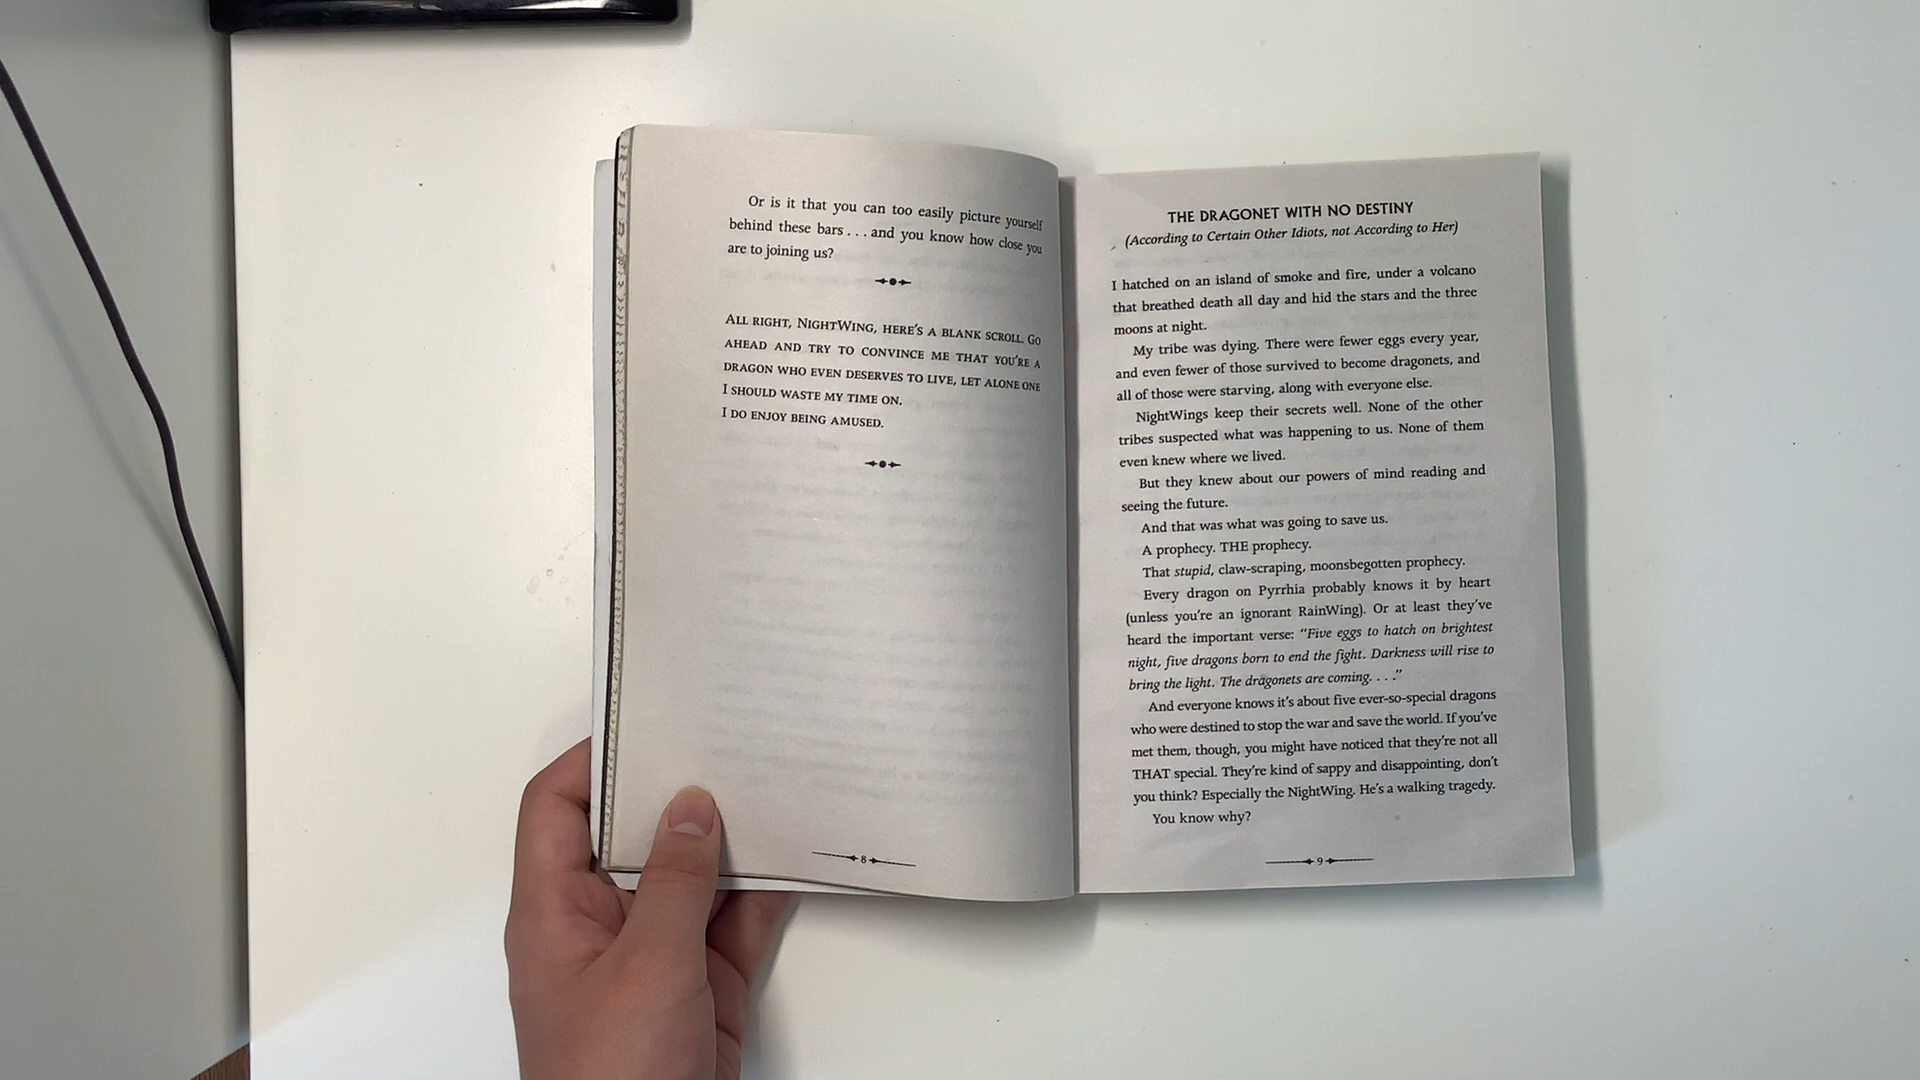 Or is it that you can too easily picture yourself
behind these bars . . . and you know how close you
are to joining us?
All right, NightWing, here's a blank scroll. Go
ahead and try to convince me that you're a
dragon who even deserves to live, let alone one
I should waste my time on.
I do enjoy being amused.
8
THE DRAGONET WITH NO DESTINY
(According to Certain Other Idiots, not According to Her)
I hatched on an island of smoke and fire, under a volcano
that breathed death all day and hid the stars and the three
moons at night.
My tribe was dying. There were fewer eggs every year,
and even fewer of those survived to become dragonets, and
all of those were starving, along with everyone else.
NightWings keep their secrets well. None of the other
tribes suspected what was happening to us. None of them
even knew where we lived.
But they knew about our powers of mind reading and
seeing the future.
And that was what was going to save us.
A prophecy. THE prophecy.
That stupid, claw-scraping, moonsbegotten prophecy.
Every dragon on Pyrrhia probably knows it by heart
(unless you're an ignorant RainWing). Or at least they've
heard the important verse: "Five eggs to hatch on brightest
night, five dragons born to end the fight. Darkness will rise to
bring the light. The dragonets are coming. . . ."
And everyone knows it's about five ever-so-special dragons
who were destined to stop the war and save the world. If you've
met them, though, you might have noticed that they're not all
THAT special. They're kind of sappy and disappointing, don't
you think? Especially the NightWing. He's a walking tragedy.
You know why?
9